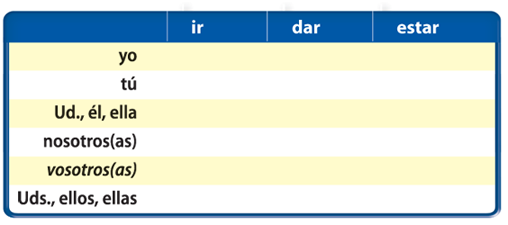 ir dar estar
yo
tú
Ud., él, ella
nosotros(as)
vosotros(as)
Uds., ellos, ellas